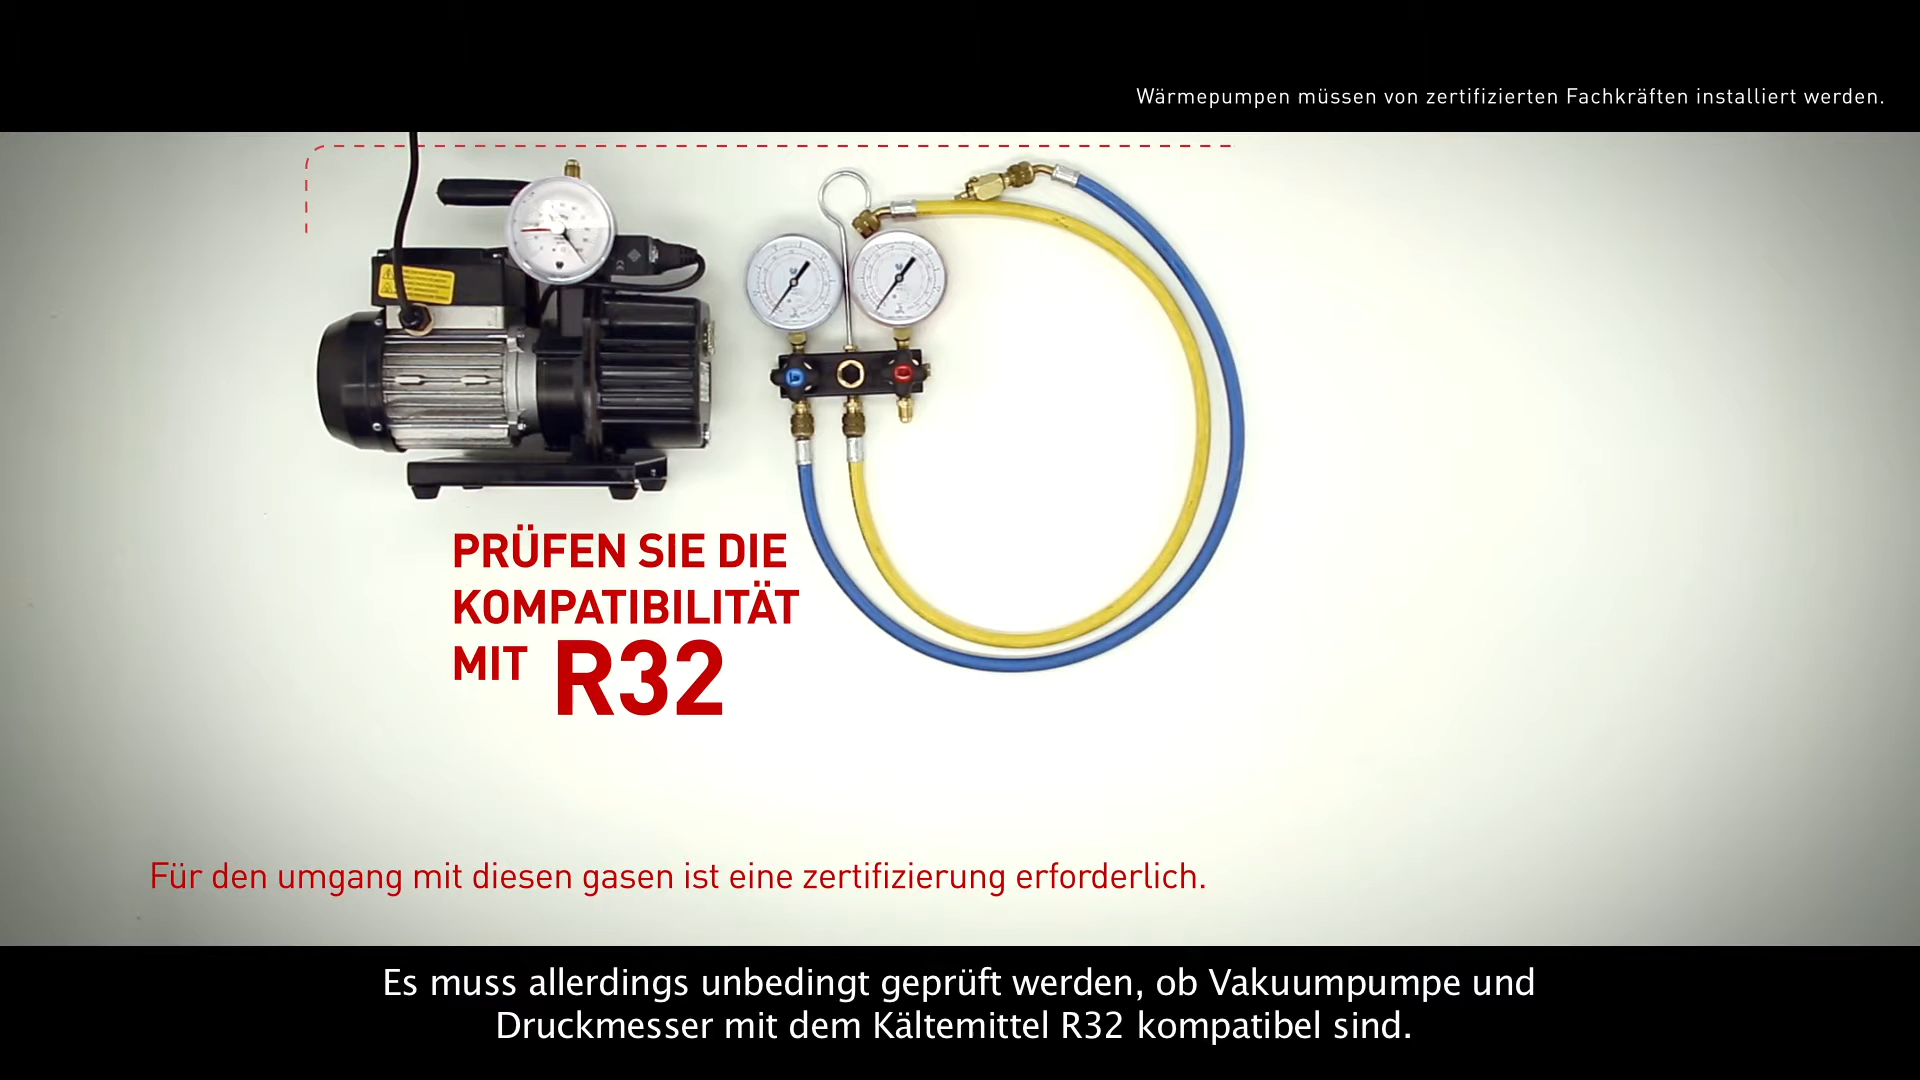 Wärmepumpen müssen von zertifizierten Fachkräften installiert werden.
PRÜFEN SIE DIE
KOMPATIBILITÄT
MIT R32
Für den umgang mit diesen gasen ist eine zertifizierung erforderlich.
Es muss allerdings unbedingt geprüft werden, ob Vakuumpumpe und
Druckmesser mit dem Kältemittel R32 kompatibel sind.